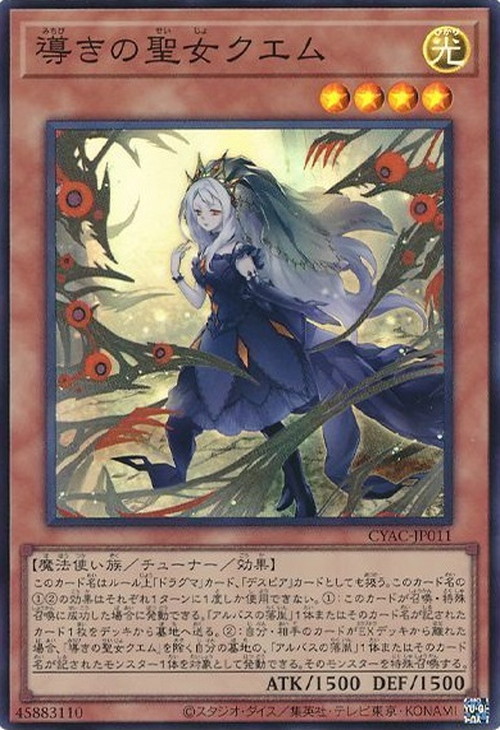 導きの聖女クエム
光
CYAC-JP011
【魔法使い族／チューナー／効果】
このカード名はルール上「ドラグマ」カード、「デスピア」カードとしても扱う。このカード名の
①②の効果はそれぞれ1ターンに1度しか使用できない。①：このカードが召喚・特殊
召喚に成功した場合に発動できる。「アルバスの落胤」1体またはそのカード名が記された
カード1枚をデッキから墓地へ送る。②：自分・相手のカードがEXデッキから離れた
場合、「導きの聖女クエム」を除く自分の墓地の、「アルバスの落胤」1体またはそのカード
名が記されたモンスター1体を対象として発動できる。そのモンスターを特殊召喚する。
ATK/1500 DEF/1500
45883110
©スタジオ・ダイス／集英社・テレビ東京・KONAMI